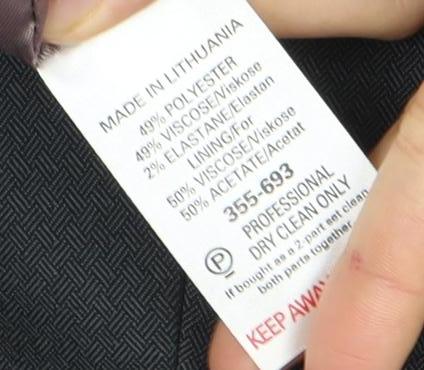 MADE IN LITHUANIA
49% POLYESTER
49% VISCOSE/Viskose
2% ELASTANE/Elastan
LINING/For
50% VISCOSE/Viskose
50% ACETATE/Acetat
355-693
PROFESSIONAL
DRY CLEAN ONLY
P
If bought as a 2-part set clean
both parts together
KEEP AWAY